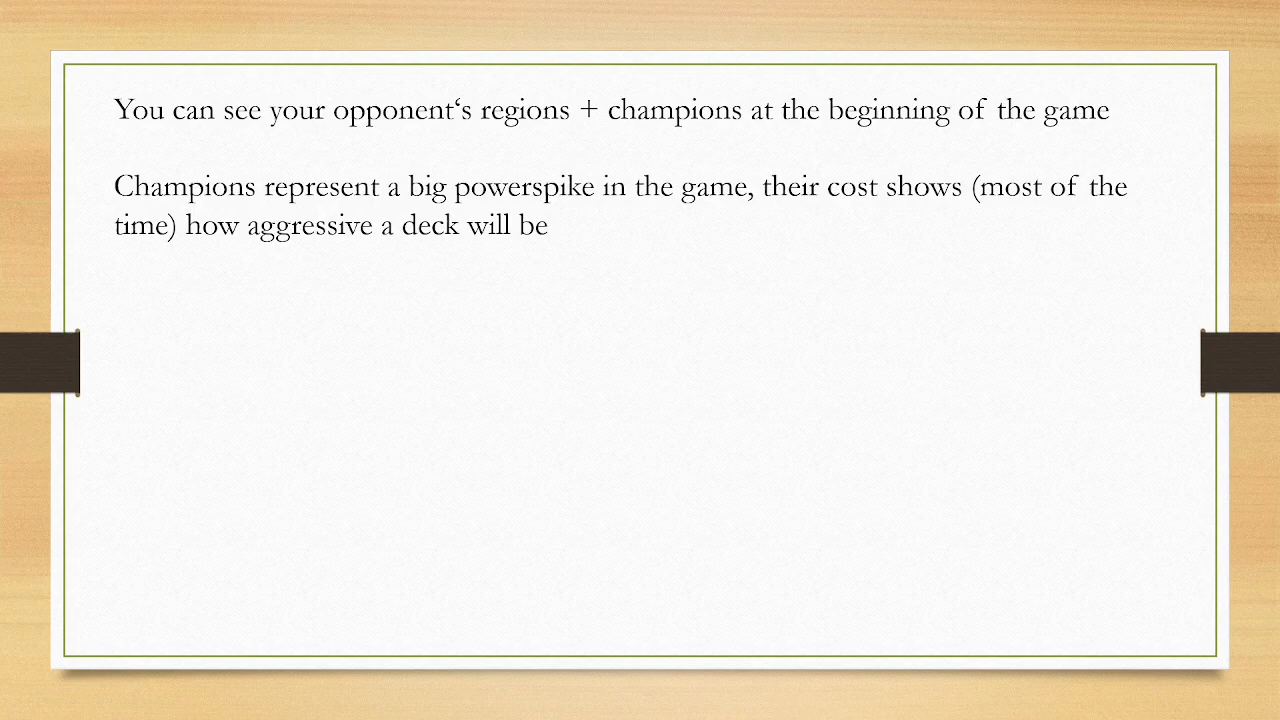 You can see your opponent‘s regions + champions at the beginning of the game
Champions represent a big powerspike in the game, their cost shows (most of the
time) how aggressive a deck will be